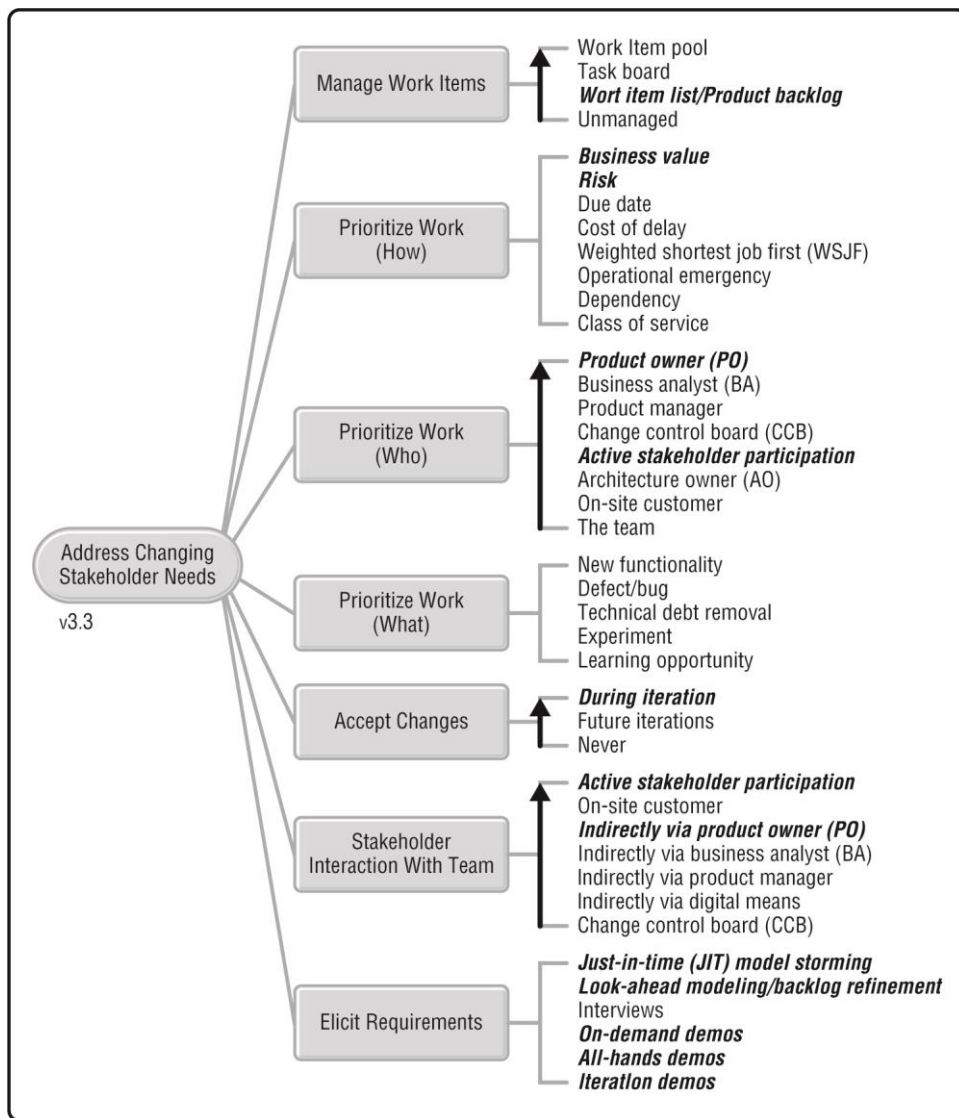 Manage Work Items
Work Item pool
Task board
Wort item list/Product backlog
Unmanaged
Prioritize Work
(How)
Business value
Risk
Due date
Cost of delay
Weighted shortest job first (WSJF)
Operational emergency
Dependency
Class of service
Prioritize Work
(Who)
Product owner (PO)
Business analyst (BA)
Product manager
Change control board (CCB)
Active stakeholder participation
Architecture owner (AO)
On-site customer
The team
Address Changing
Stakeholder Needs
v3.3
Prioritize Work
(What)
New functionality
Defect/bug
Technical debt removal
Experiment
Learning opportunity
Accept Changes
During iteration
Future iterations
Never
Stakeholder
Interaction With Team
Active stakeholder participation
On-site customer
Indirectly via product owner (PO)
Indirectly via business analyst (BA)
Indirectly via product manager
Indirectly via digital means
Change control board (CCB)
Elicit Requirements
Just-in-time (JIT) model storming
Look-ahead modeling/backlog refinement
Interviews
On-demand demos
All-hands demos
IteratIon demos